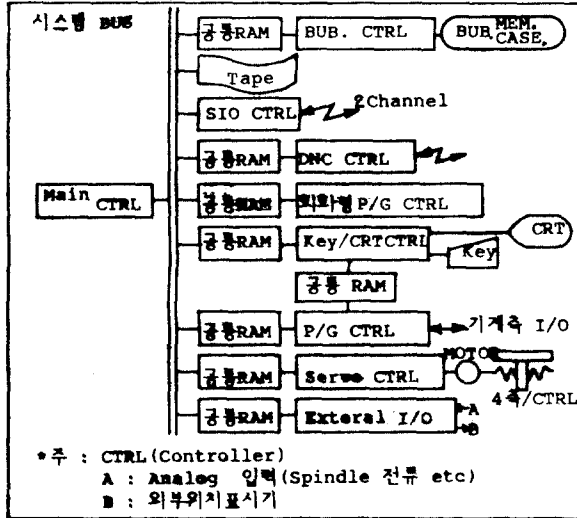 시스템 BUS
공통RAM BUB. CTRL BUB. MEM. CASE,
Tape
SIO CTRL 2Channel
공통RAM DNC CTRL
Main CTRL
회화형 P/G CTRL
공통RAM Key/CRTCTRL CRT
Key
공통 RAM
공통RAM P/G CTRL 기계측 I/O
MOTOR
공통RAM Servo CTRL
4축/CTRL
공통RAM Exteral I/O A
B
*주 : CTRL(Controller)
A : Analog 입력(Spindle 전류 etc)
B : 외부위치표시기